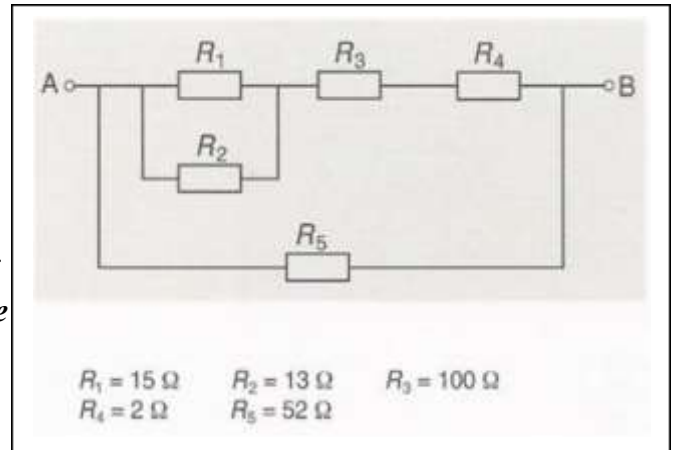 R₁ R₃ R₄
A B
R₂
R₅
e
R₁ = 15 Ω R₂ = 13 Ω R₃ = 100 Ω
R₄ = 2 Ω R₅ = 52 Ω